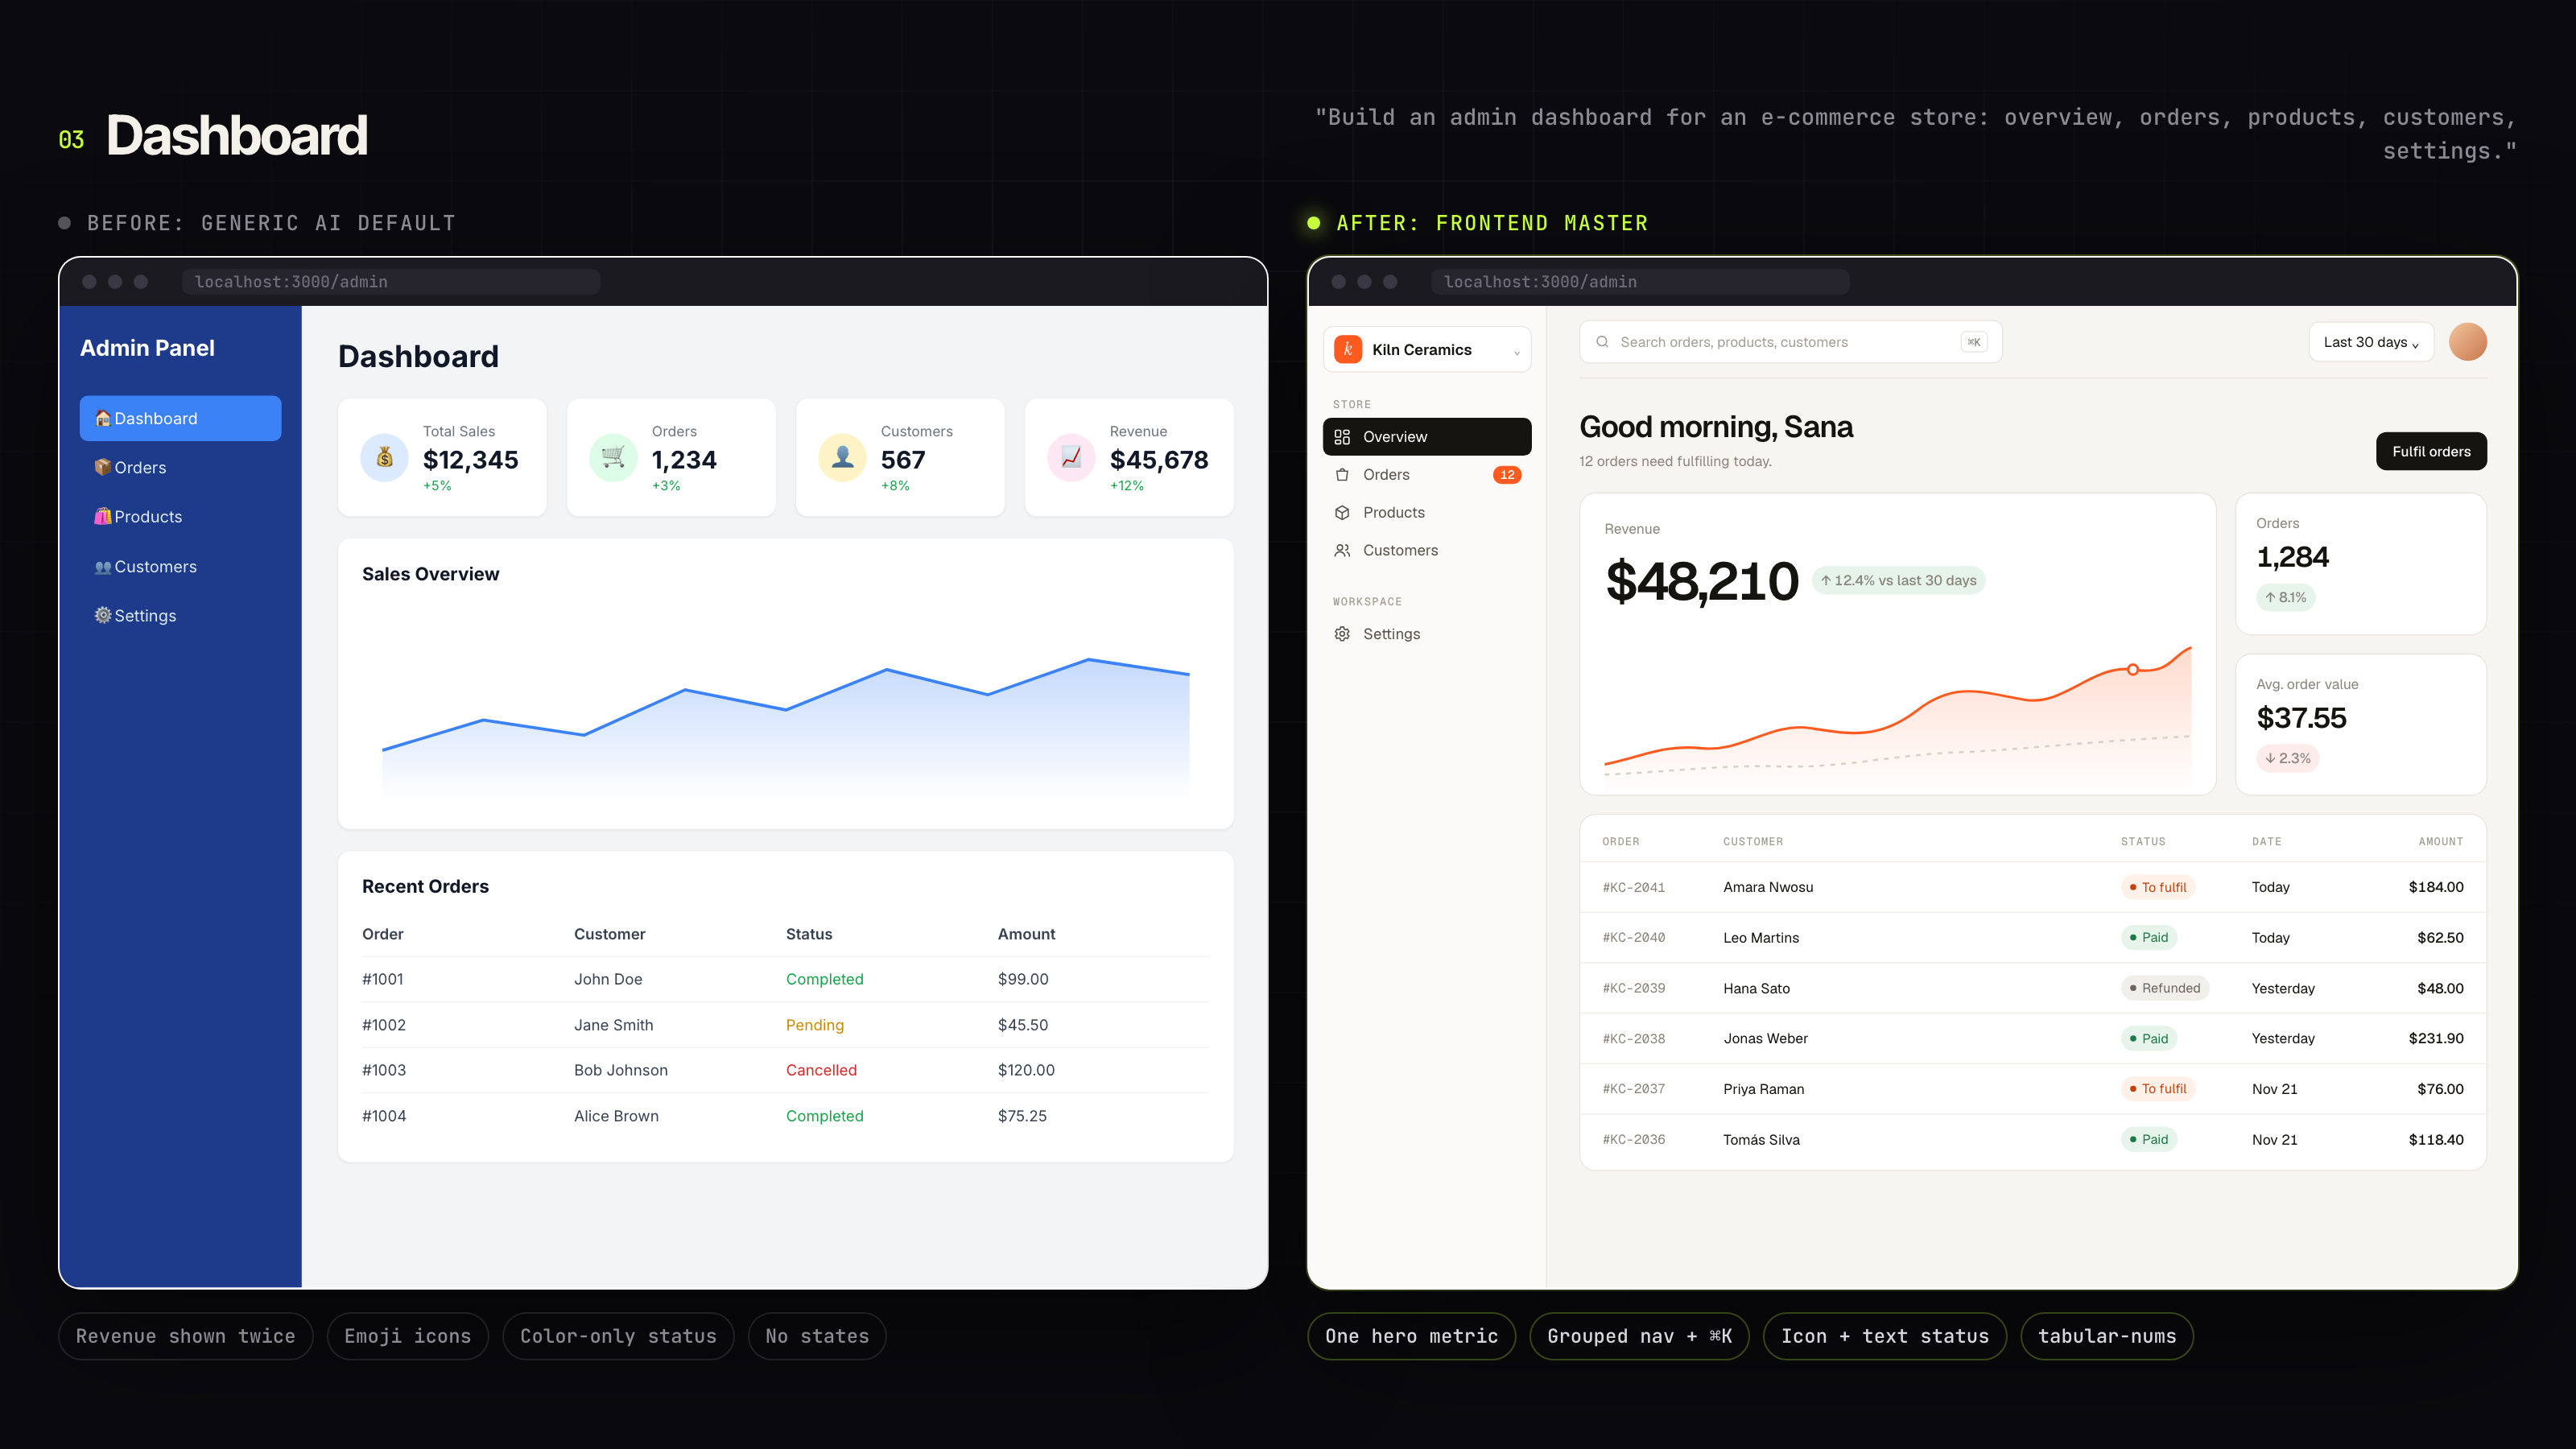 03 Dashboard
"Build an admin dashboard for an e-commerce store: overview, orders, products, customers,
settings."
BEFORE: GENERIC AI DEFAULT
localhost:3000/admin
Admin Panel
Dashboard
Orders
Products
Customers
Settings
Dashboard
Total Sales
$12,345
+5%
Orders
1,234
+3%
Customers
567
+8%
Revenue
$45,678
+12%
Sales Overview
Recent Orders
Order Customer Status Amount
#1001 John Doe Completed $99.00
#1002 Jane Smith Pending $45.50
#1003 Bob Johnson Cancelled $120.00
#1004 Alice Brown Completed $75.25
Revenue shown twice
Emoji icons
Color-only status
No states
AFTER: FRONTEND MASTER
localhost:3000/admin
k Kiln Ceramics
STORE
Overview
Orders 12
Products
Customers
WORKSPACE
Settings
Search orders, products, customers ⌘K
Last 30 days
Good morning, Sana
12 orders need fulfilling today.
Fulfil orders
Revenue
$48,210 ↑ 12.4% vs last 30 days
Orders
1,284
↑ 8.1%
Avg. order value
$37.55
↓ 2.3%
ORDER CUSTOMER STATUS DATE AMOUNT
#KC-2041 Amara Nwosu To fulfil Today $184.00
#KC-2040 Leo Martins Paid Today $62.50
#KC-2039 Hana Sato Refunded Yesterday $48.00
#KC-2038 Jonas Weber Paid Yesterday $231.90
#KC-2037 Priya Raman To fulfil Nov 21 $76.00
#KC-2036 Tomás Silva Paid Nov 21 $118.40
One hero metric
Grouped nav + ⌘K
Icon + text status
tabular-nums